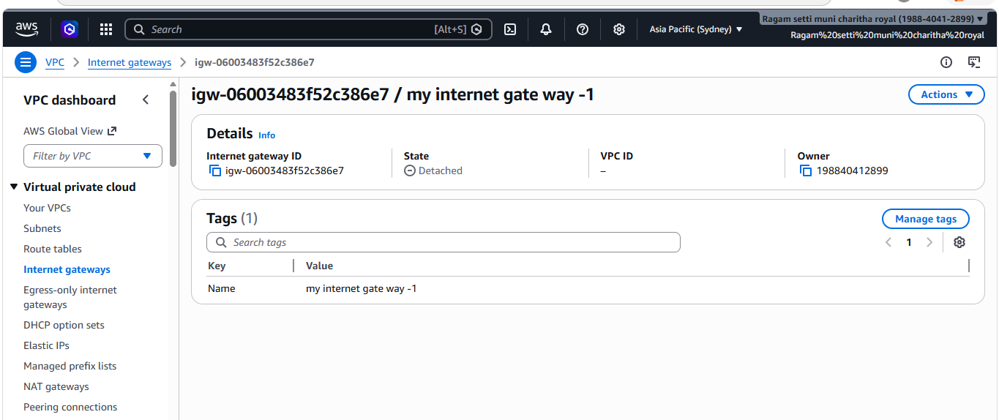 aws
Search [Alt+S]
Asia Pacific (Sydney)
Ragam setti muni charitha royal (1988-4041-2899)
Ragam%20setti%20muni%20charitha%20royal
VPC
Internet gateways
igw-06003483f52c386e7
VPC dashboard
AWS Global View
Filter by VPC
Virtual private cloud
Your VPCs
Subnets
Route tables
Internet gateways
Egress-only internet
gateways
DHCP option sets
Elastic IPs
Managed prefix lists
NAT gateways
Peering connections
igw-06003483f52c386e7 / my internet gate way -1
Actions
Details Info
Internet gateway ID
igw-06003483f52c386e7
State
Detached
VPC ID
–
Owner
198840412899
Tags (1)
Manage tags
Search tags
1
Key Value
Name my internet gate way -1